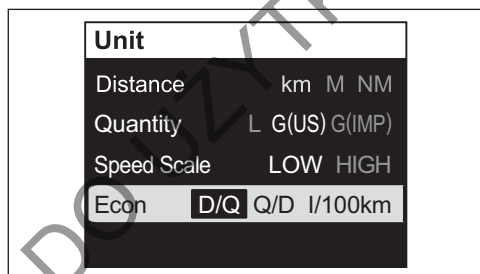 Unit
Distance km M NM
Quantity L G(US) G(IMP)
Speed Scale LOW HIGH
Econ D/Q Q/D l/100km